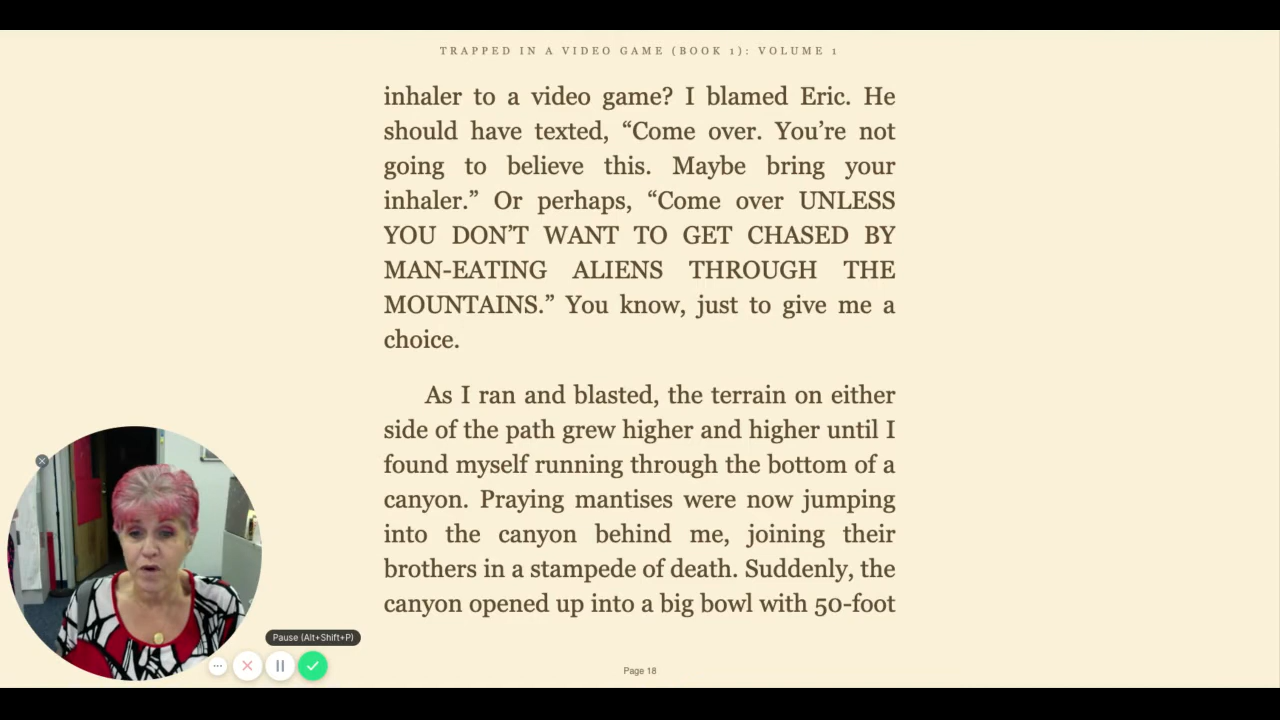 TRAPPED IN A VIDEO GAME (BOOK 1): VOLUME 1
inhaler to a video game? I blamed Eric. He
should have texted, “Come over. You’re not
going to believe this. Maybe bring your
inhaler.” Or perhaps, “Come over UNLESS
YOU DON’T WANT TO GET CHASED BY
MAN-EATING ALIENS THROUGH THE
MOUNTAINS.” You know, just to give me a
choice.
As I ran and blasted, the terrain on either
side of the path grew higher and higher until I
found myself running through the bottom of a
canyon. Praying mantises were now jumping
into the canyon behind me, joining their
brothers in a stampede of death. Suddenly, the
canyon opened up into a big bowl with 50-foot
Pause (Alt+Shift+P)
Page 18